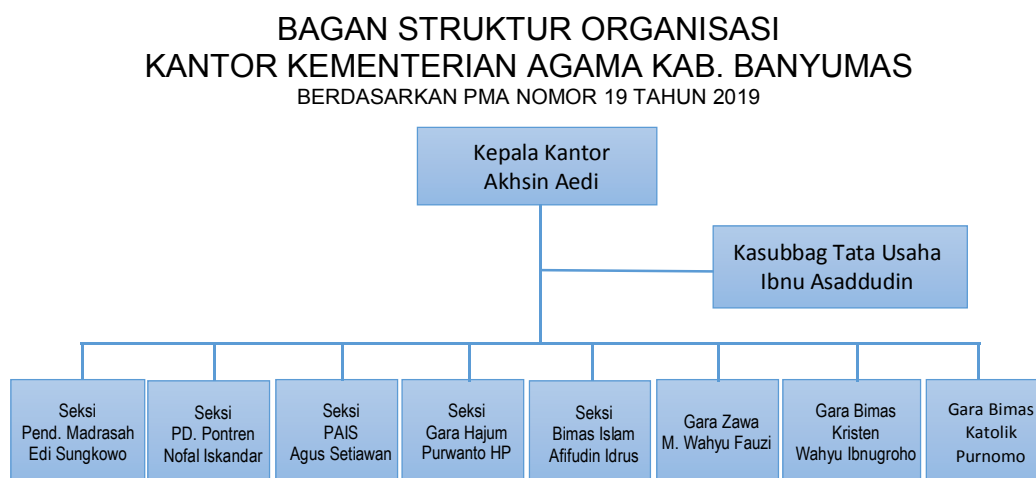 BAGAN STRUKTUR ORGANISASI
KANTOR KEMENTERIAN AGAMA KAB. BANYUMAS
BERDASARKAN PMA NOMOR 19 TAHUN 2019
Kepala Kantor
Akhsin Aedi
Kasubbag Tata Usaha
Ibnu Asaddudin
Seksi
Pend. Madrasah
Edi Sungkowo
Seksi
PD. Pontren
Nofal Iskandar
Seksi
PAIS
Agus Setiawan
Seksi
Gara Hajum
Purwanto HP
Seksi
Bimas Islam
Afifudin Idrus
Gara Zawa
M. Wahyu Fauzi
Gara Bimas
Kristen
Wahyu Ibnugroho
Gara Bimas
Katolik
Purnomo